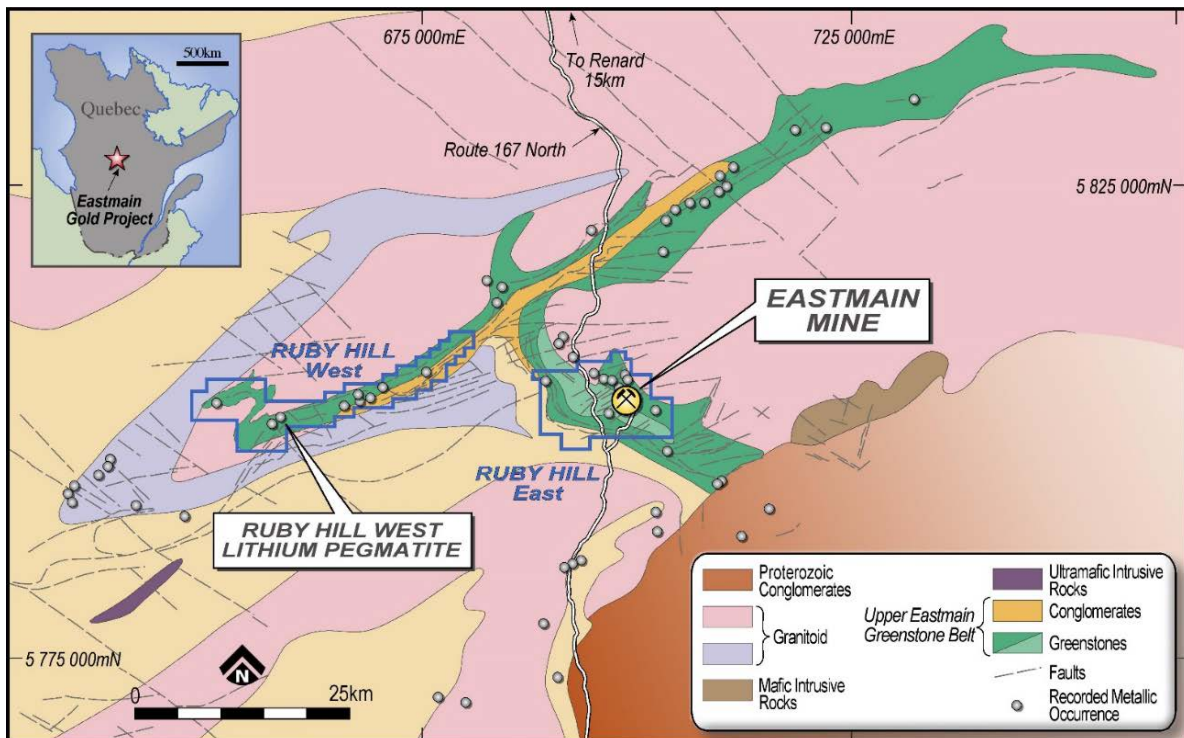 500km
Quebec
Eastmain
Gold Project
675 000mE
725 000mE
To Renard
15km
Route 167 North
5 825 000mN
EASTMAIN
MINE
RUBY HILL
West
RUBY HILL
East
RUBY HILL WEST
LITHIUM PEGMATITE
5 775 000mN
N
0
25km
Proterozoic
Conglomerates
Granitoid
Mafic Intrusive
Rocks
Ultramafic Intrusive
Rocks
Upper Eastmain
Greenstone Belt
Conglomerates
Greenstones
Faults
Recorded Metallic
Occurrence